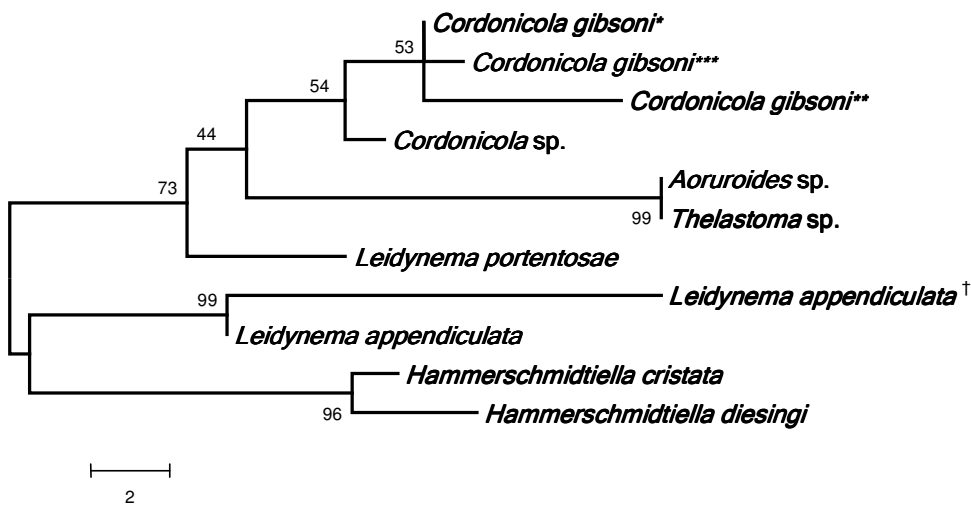 Cordonicola gibsoni*
53
Cordonicola gibsoni***
54
Cordonicola gibsoni**
44
Cordonicola sp.
73
Aoruroides sp.
99
Thelastoma sp.
Leidynema portentosae
99
Leidynema appendiculata†
Leidynema appendiculata
Hammerschmidtiella cristata
96
Hammerschmidtiella diesingi
2